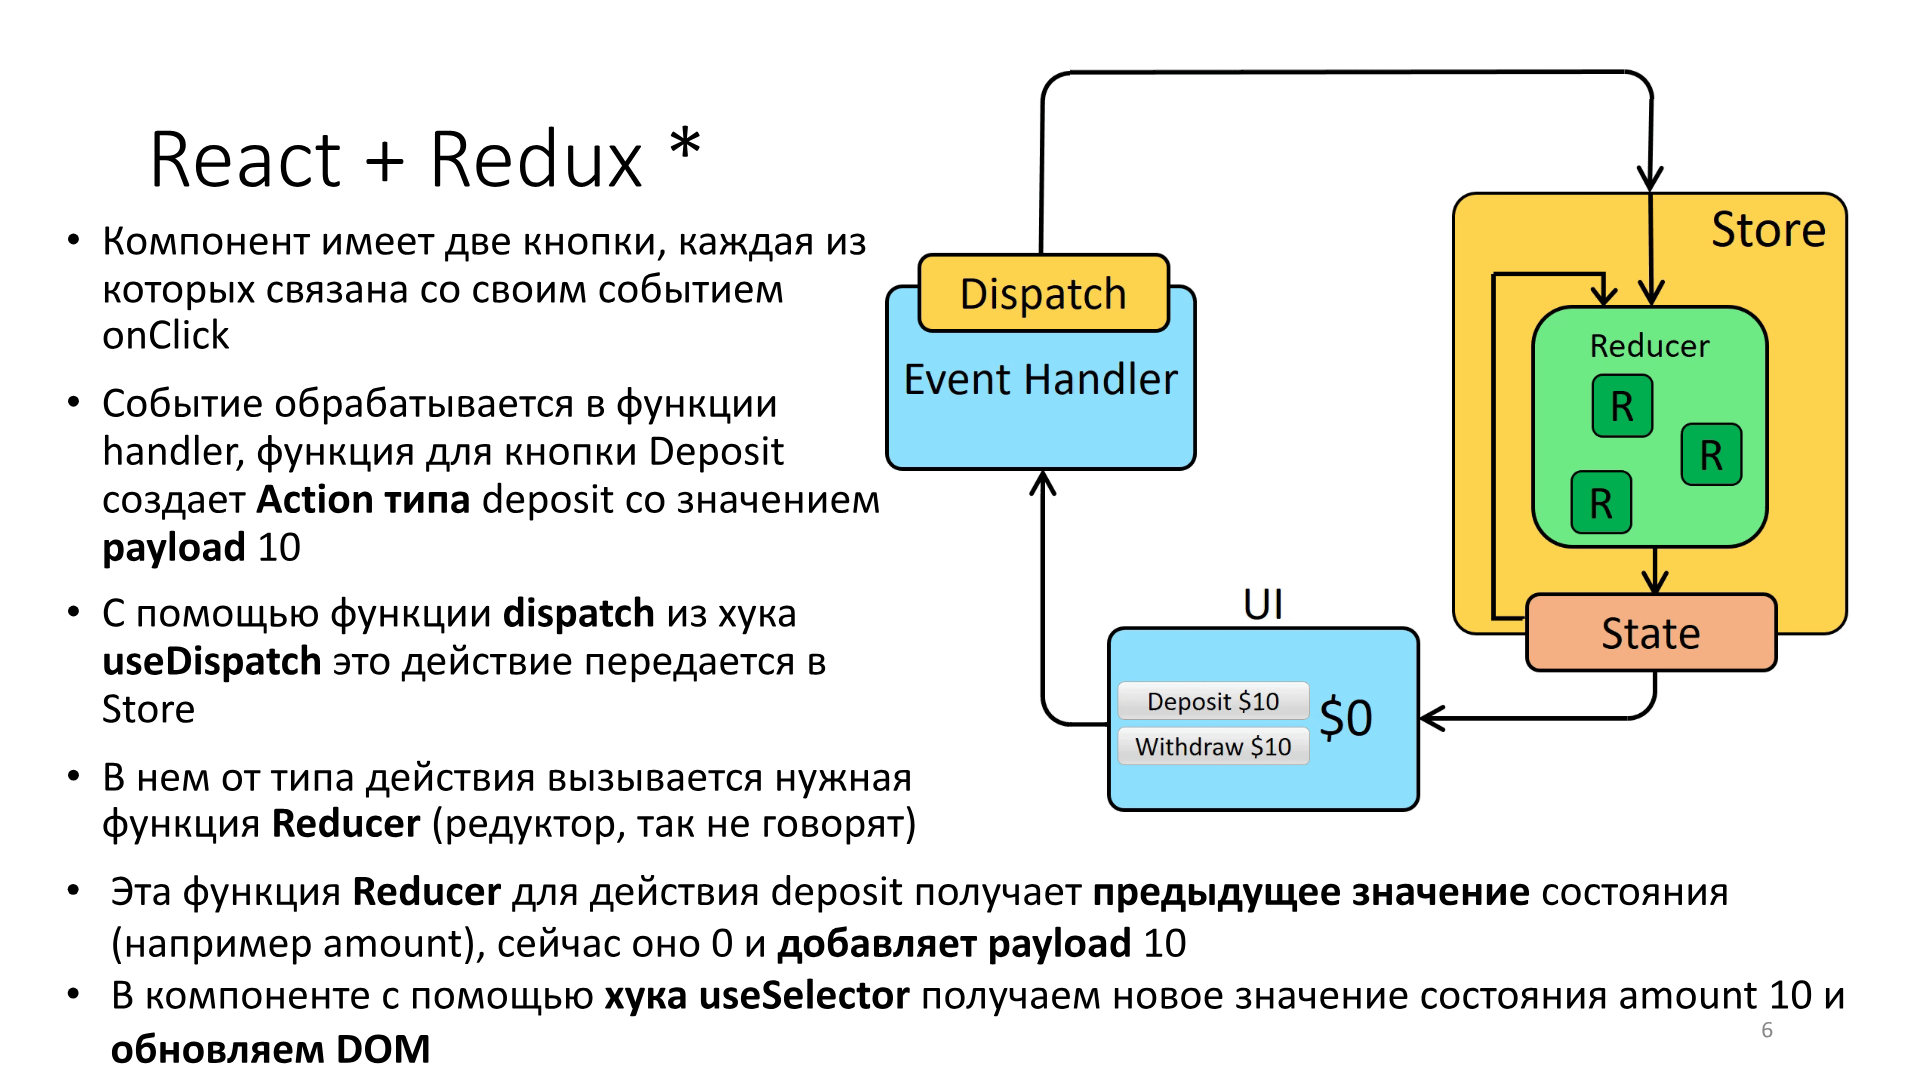 React + Redux *
• Компонент имеет две кнопки, каждая из
которых связана со своим событием
onClick
• Событие обрабатывается в функции
handler, функция для кнопки Deposit
создает Action типа deposit со значением
payload 10
• С помощью функции dispatch из хука
useDispatch это действие передается в
Store
• В нем от типа действия вызывается нужная
функция Reducer (редуктор, так не говорят)
• Эта функция Reducer для действия deposit получает предыдущее значение состояния
(например amount), сейчас оно 0 и добавляет payload 10
• В компоненте с помощью хука useSelector получаем новое значение состояния amount 10 и
обновляем DOM
Dispatch
Event Handler
Store
Reducer
R
R
R
State
UI
Deposit $10
Withdraw $10
$0
6